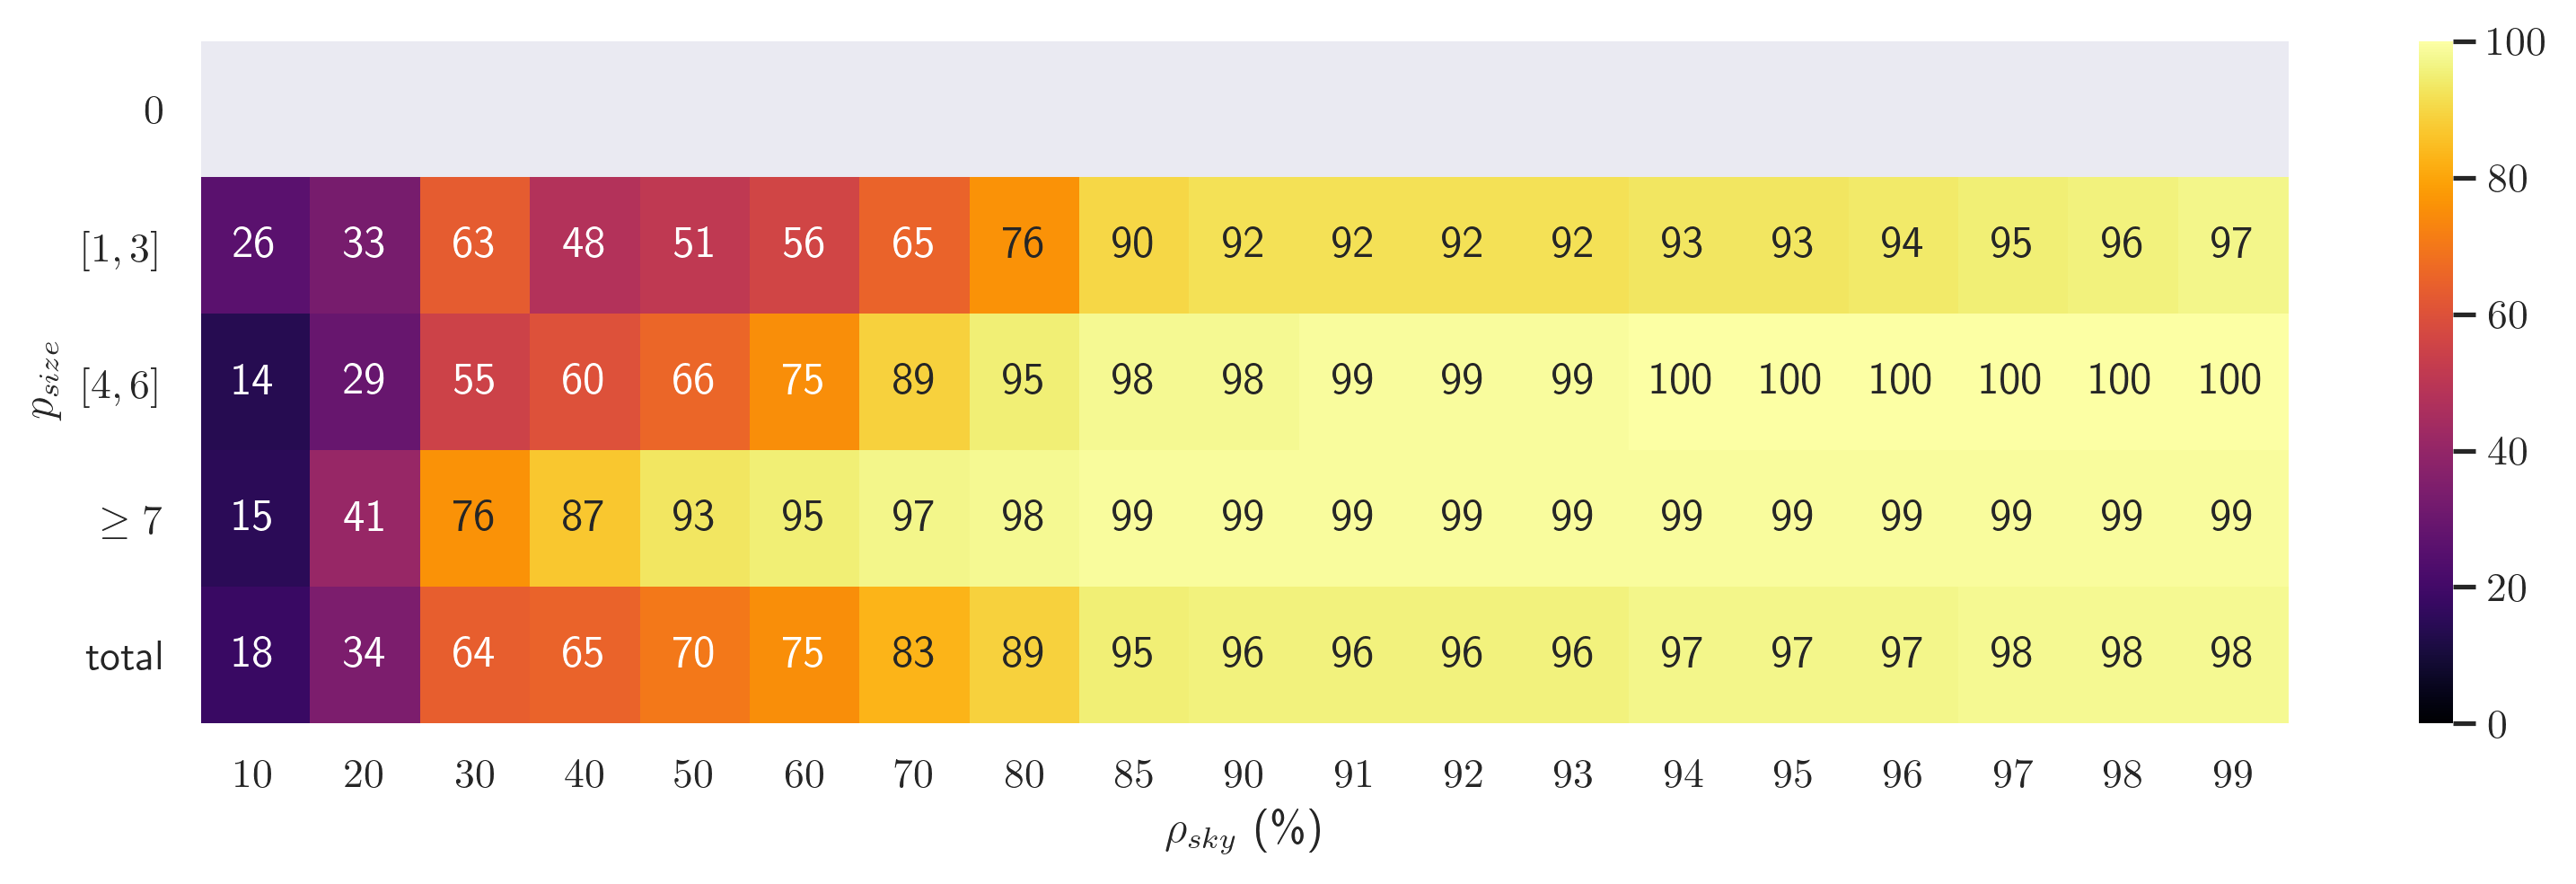 0
[1, 3] 26 33 63 48 51 56 65 76 90 92 92 92 92 93 93 94 95 96 97
[4, 6] 14 29 55 60 66 75 89 95 98 98 99 99 99 100 100 100 100 100 100
≥ 7 15 41 76 87 93 95 97 98 99 99 99 99 99 99 99 99 99 99 99
total 18 34 64 65 70 75 83 89 95 96 96 96 96 97 97 97 98 98 98
10 20 30 40 50 60 70 80 85 90 91 92 93 94 95 96 97 98 99
ρsky (%)
psize
100
80
60
40
20
0